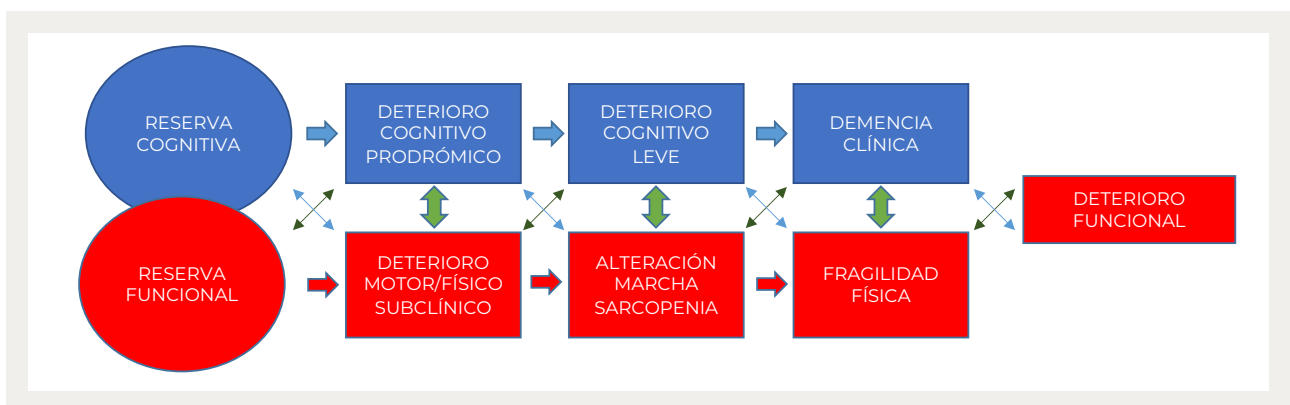 RESERVA
COGNITIVA
DETERIORO
COGNITIVO
PRODRÓMICO
DETERIORO
COGNITIVO
LEVE
DEMENCIA
CLÍNICA
DETERIORO
FUNCIONAL
RESERVA
FUNCIONAL
DETERIORO
MOTOR/FÍSICO
SUBCLÍNICO
ALTERACIÓN
MARCHA
SARCOPENIA
FRAGILIDAD
FÍSICA